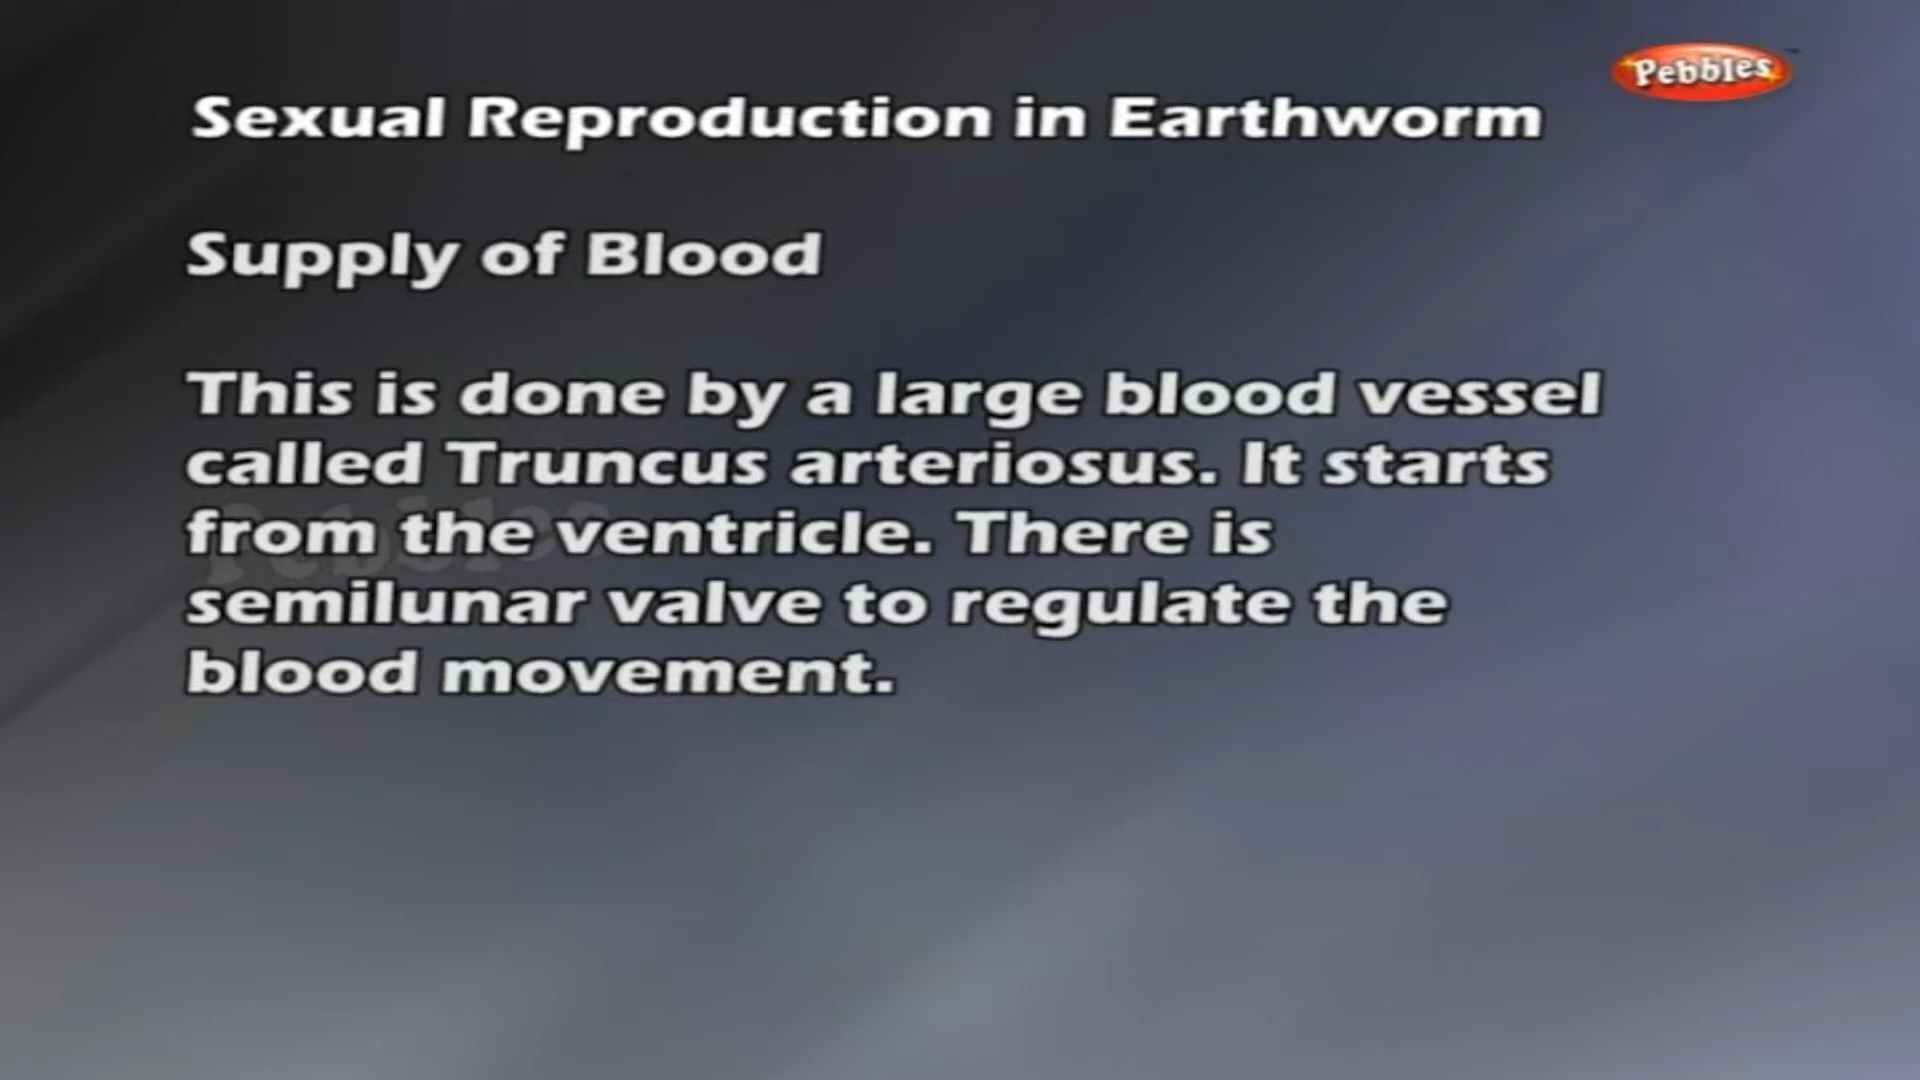 Pebbles
Sexual Reproduction in Earthworm
Supply of Blood
This is done by a large blood vessel
called Truncus arteriosus. It starts
from the ventricle. There is
semilunar valve to regulate the
blood movement.
Pebbles